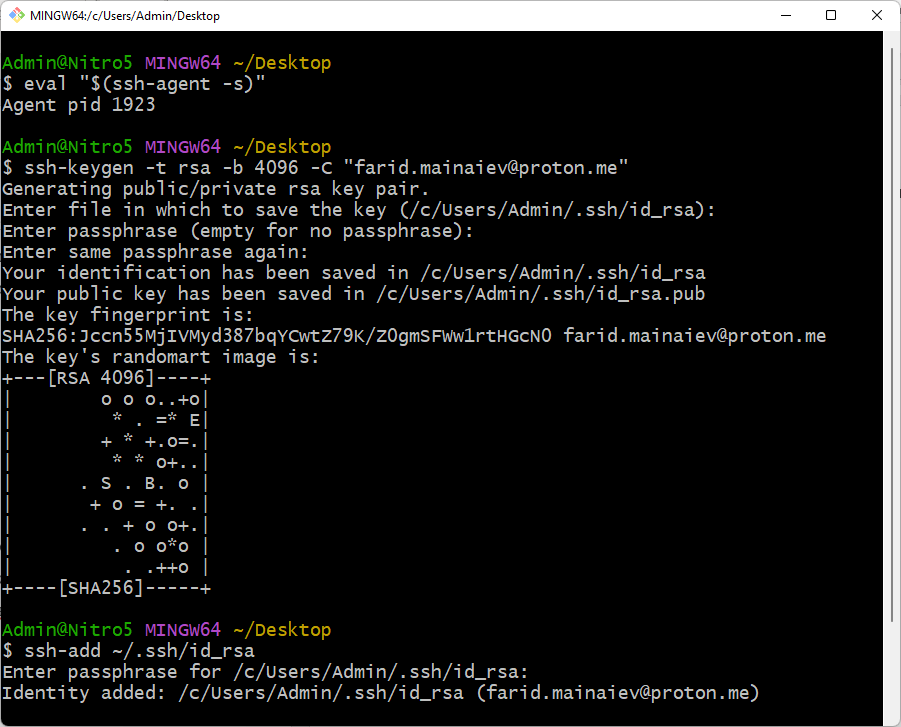 MINGW64:/c/Users/Admin/Desktop
Admin@Nitro5 MINGW64 ~/Desktop
$ eval "$(ssh-agent -s)"
Agent pid 1923
Admin@Nitro5 MINGW64 ~/Desktop
$ ssh-keygen -t rsa -b 4096 -C "farid.mainaiev@proton.me"
Generating public/private rsa key pair.
Enter file in which to save the key (/c/Users/Admin/.ssh/id_rsa):
Enter passphrase (empty for no passphrase):
Enter same passphrase again:
Your identification has been saved in /c/Users/Admin/.ssh/id_rsa
Your public key has been saved in /c/Users/Admin/.ssh/id_rsa.pub
The key fingerprint is:
SHA256:Jccn55MjIVMyd387bqYCwtZ79K/ZOgmSFWw1rtHGcN0 farid.mainaiev@proton.me
The key's randomart image is:
+---[RSA 4096]----+
|        o o o..+o|
|         * . =* E|
|        + * +.o=.|
|         * * o+..|
|      . S . B. o |
|       + o = +. .|
|      . . + o o+.|
|         . o o*o |
|          . .++o |
+----[SHA256]-----+
Admin@Nitro5 MINGW64 ~/Desktop
$ ssh-add ~/.ssh/id_rsa
Enter passphrase for /c/Users/Admin/.ssh/id_rsa:
Identity added: /c/Users/Admin/.ssh/id_rsa (farid.mainaiev@proton.me)